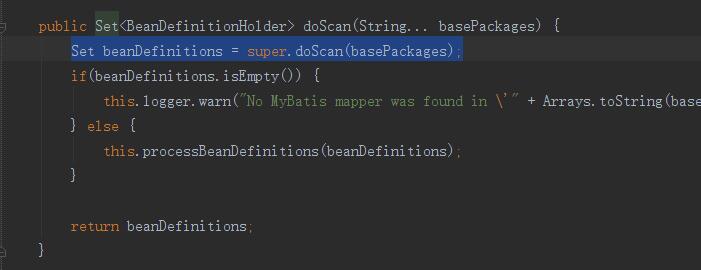 public Set<BeanDefinitionHolder> doScan(String... basePackages) {
Set beanDefinitions = super.doScan(basePackages);
if(beanDefinitions.isEmpty()) {
this.logger.warn("No MyBatis mapper was found in \'" + Arrays.toString(base
} else {
this.processBeanDefinitions(beanDefinitions);
}
return beanDefinitions;
}